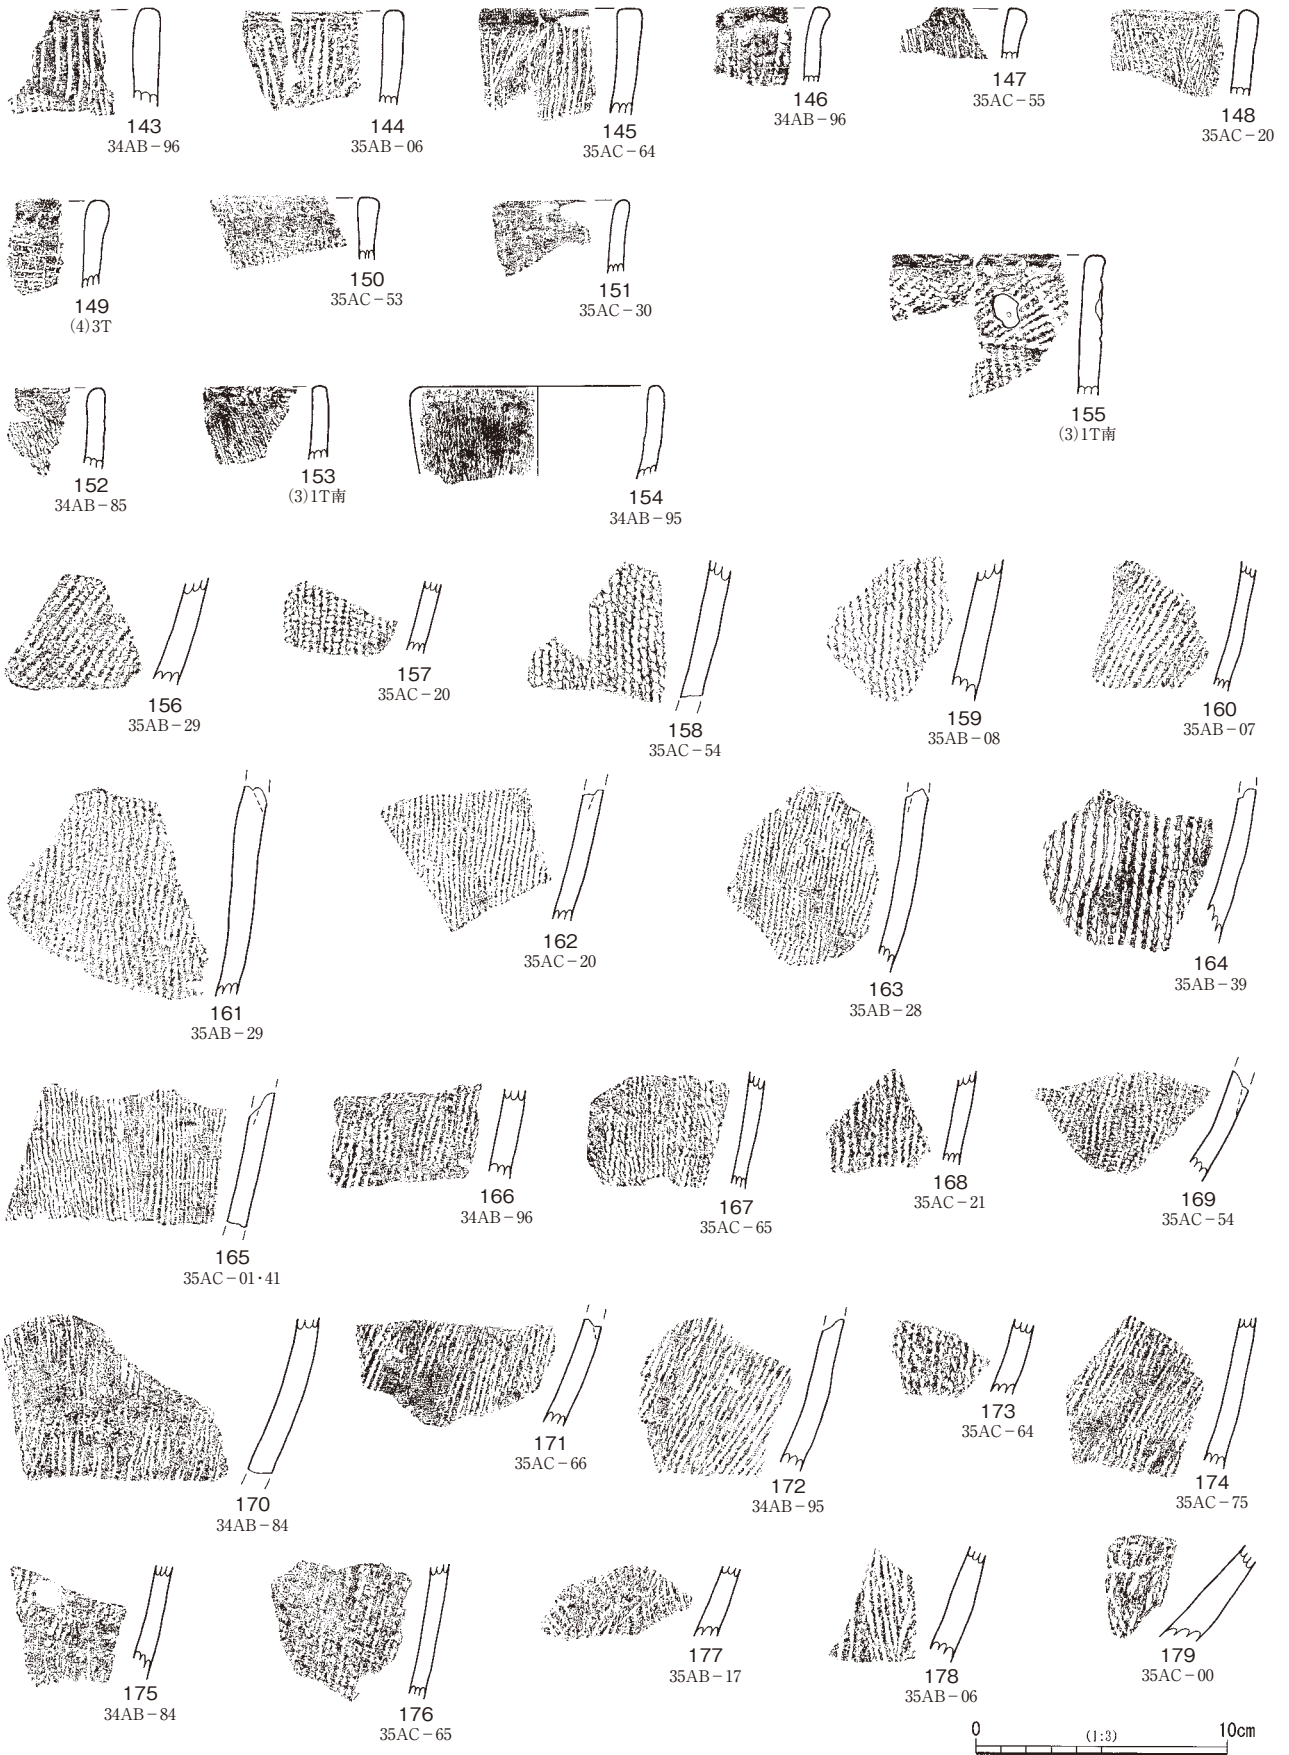 143
34AB－96
144
35AB－06
145
35AC－64
146
34AB－96
147
35AC－55
148
35AC－20
149
(4)3T
150
35AC－53
151
35AC－30
152
34AB－85
153
(3)1T南
154
34AB－95
155
(3)1T南
156
35AB－29
157
35AC－20
158
35AC－54
159
35AB－08
160
35AB－07
161
35AB－29
162
35AC－20
163
35AB－28
164
35AB－39
165
35AC－01・41
166
34AB－96
167
35AC－65
168
35AC－21
169
35AC－54
170
34AB－84
171
35AC－66
172
34AB－95
173
35AC－64
174
35AC－75
175
34AB－84
176
35AC－65
177
35AB－17
178
35AB－06
179
35AC－00
0 (1:3) 10cm